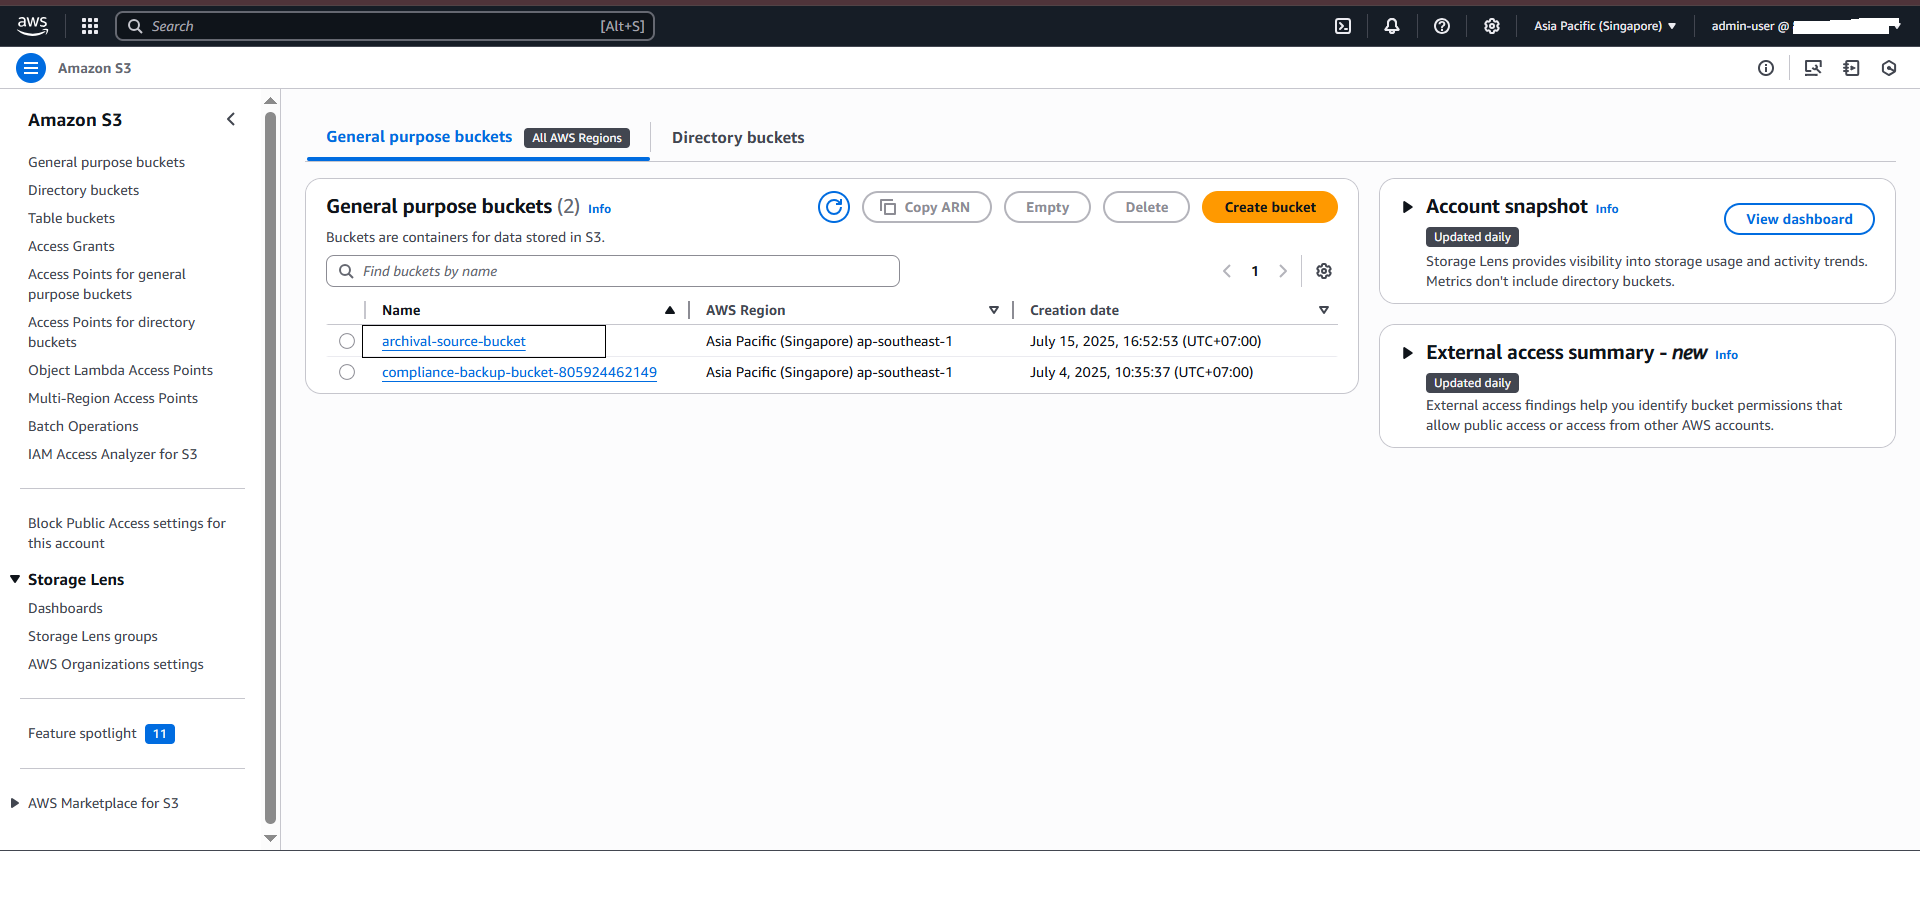 aws
Search [Alt+S]
Asia Pacific (Singapore)
admin-user @
Amazon S3
Amazon S3
General purpose buckets
Directory buckets
Table buckets
Access Grants
Access Points for general
purpose buckets
Access Points for directory
buckets
Object Lambda Access Points
Multi-Region Access Points
Batch Operations
IAM Access Analyzer for S3
Block Public Access settings for
this account
Storage Lens
Dashboards
Storage Lens groups
AWS Organizations settings
Feature spotlight 11
AWS Marketplace for S3
General purpose buckets All AWS Regions
Directory buckets
General purpose buckets (2) Info
Copy ARN
Empty
Delete
Create bucket
Buckets are containers for data stored in S3.
Find buckets by name
1
Name AWS Region Creation date
archival-source-bucket Asia Pacific (Singapore) ap-southeast-1 July 15, 2025, 16:52:53 (UTC+07:00)
compliance-backup-bucket-805924462149 Asia Pacific (Singapore) ap-southeast-1 July 4, 2025, 10:35:37 (UTC+07:00)
Account snapshot Info
View dashboard
Updated daily
Storage Lens provides visibility into storage usage and activity trends.
Metrics don't include directory buckets.
External access summary - new Info
Updated daily
External access findings help you identify bucket permissions that
allow public access or access from other AWS accounts.